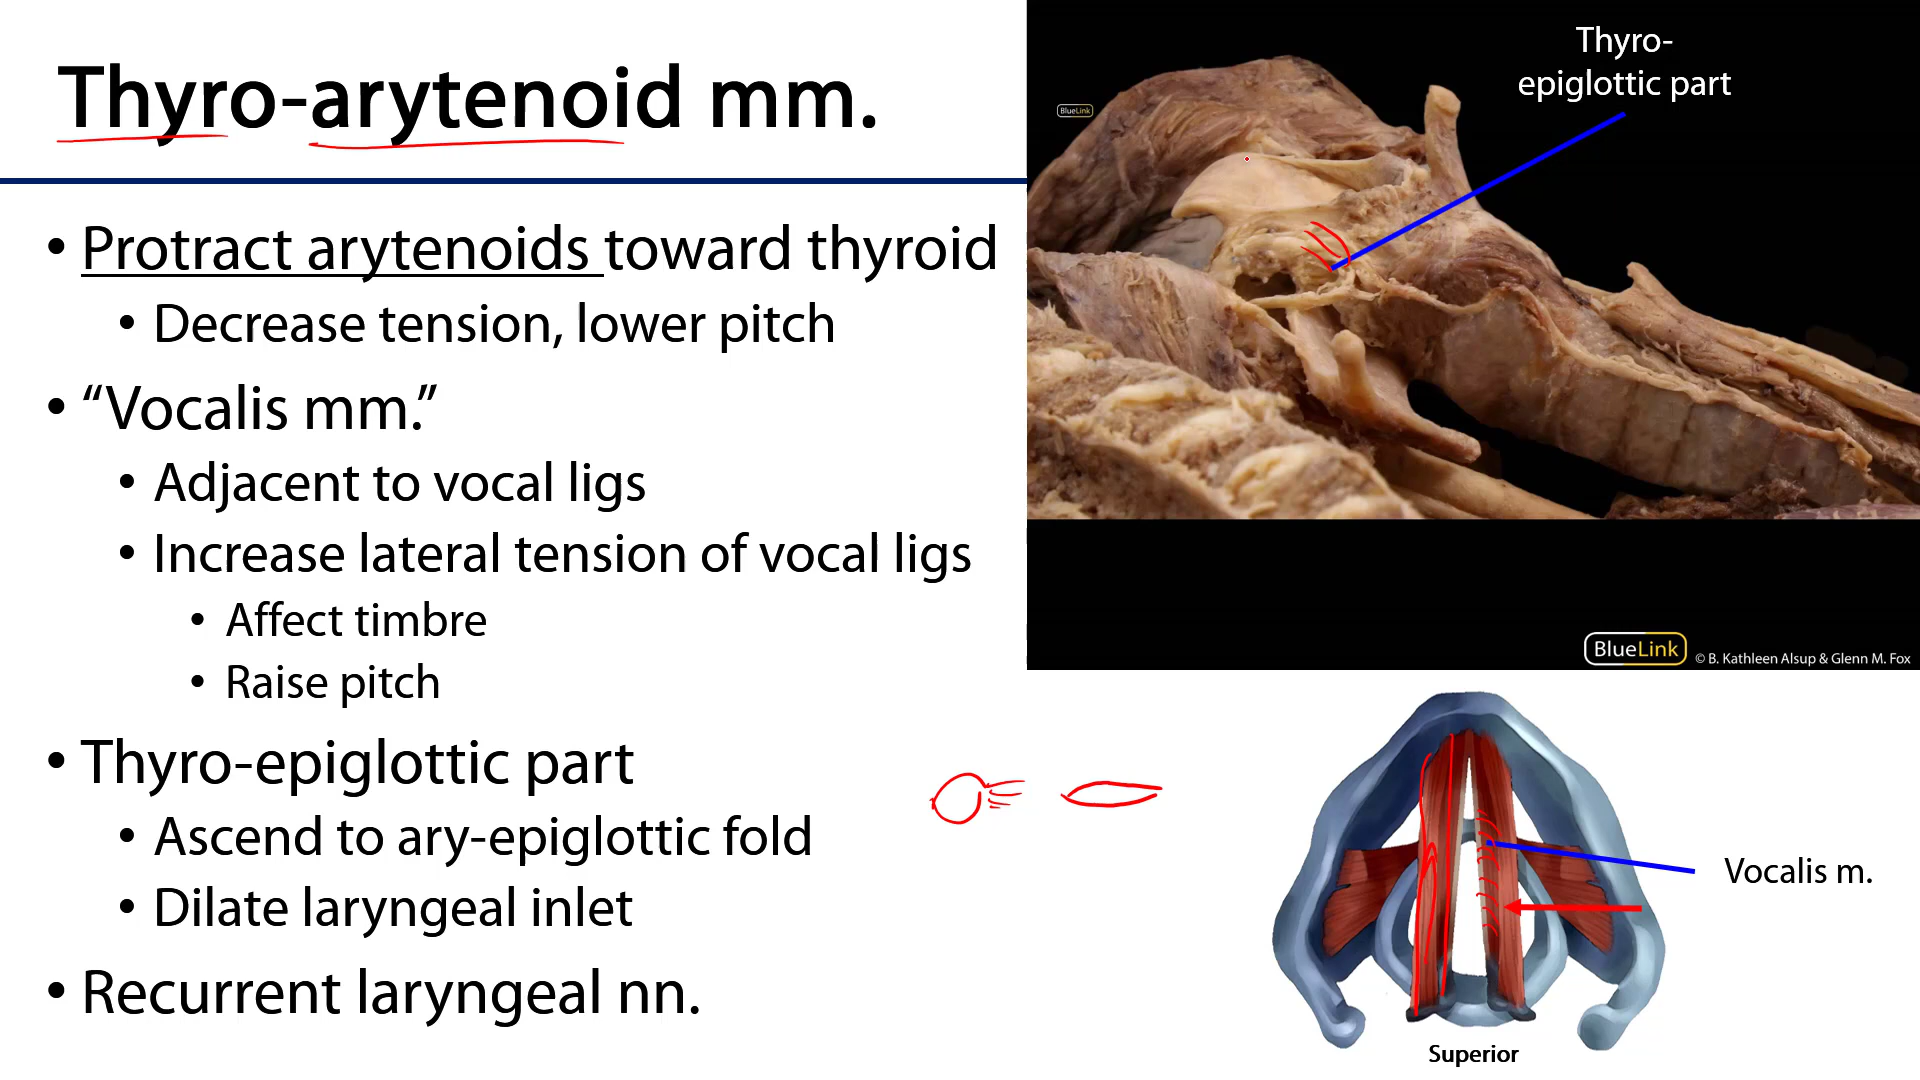 Thyro-arytenoid mm.
• Protract arytenoids toward thyroid
• Decrease tension, lower pitch
• “Vocalis mm.”
• Adjacent to vocal ligs
• Increase lateral tension of vocal ligs
• Affect timbre
• Raise pitch
• Thyro-epiglottic part
• Ascend to ary-epiglottic fold
• Dilate laryngeal inlet
• Recurrent laryngeal nn.
Thyro-
epiglottic part
BlueLink
BlueLink © B. Kathleen Alsup & Glenn M. Fox
Vocalis m.
Superior